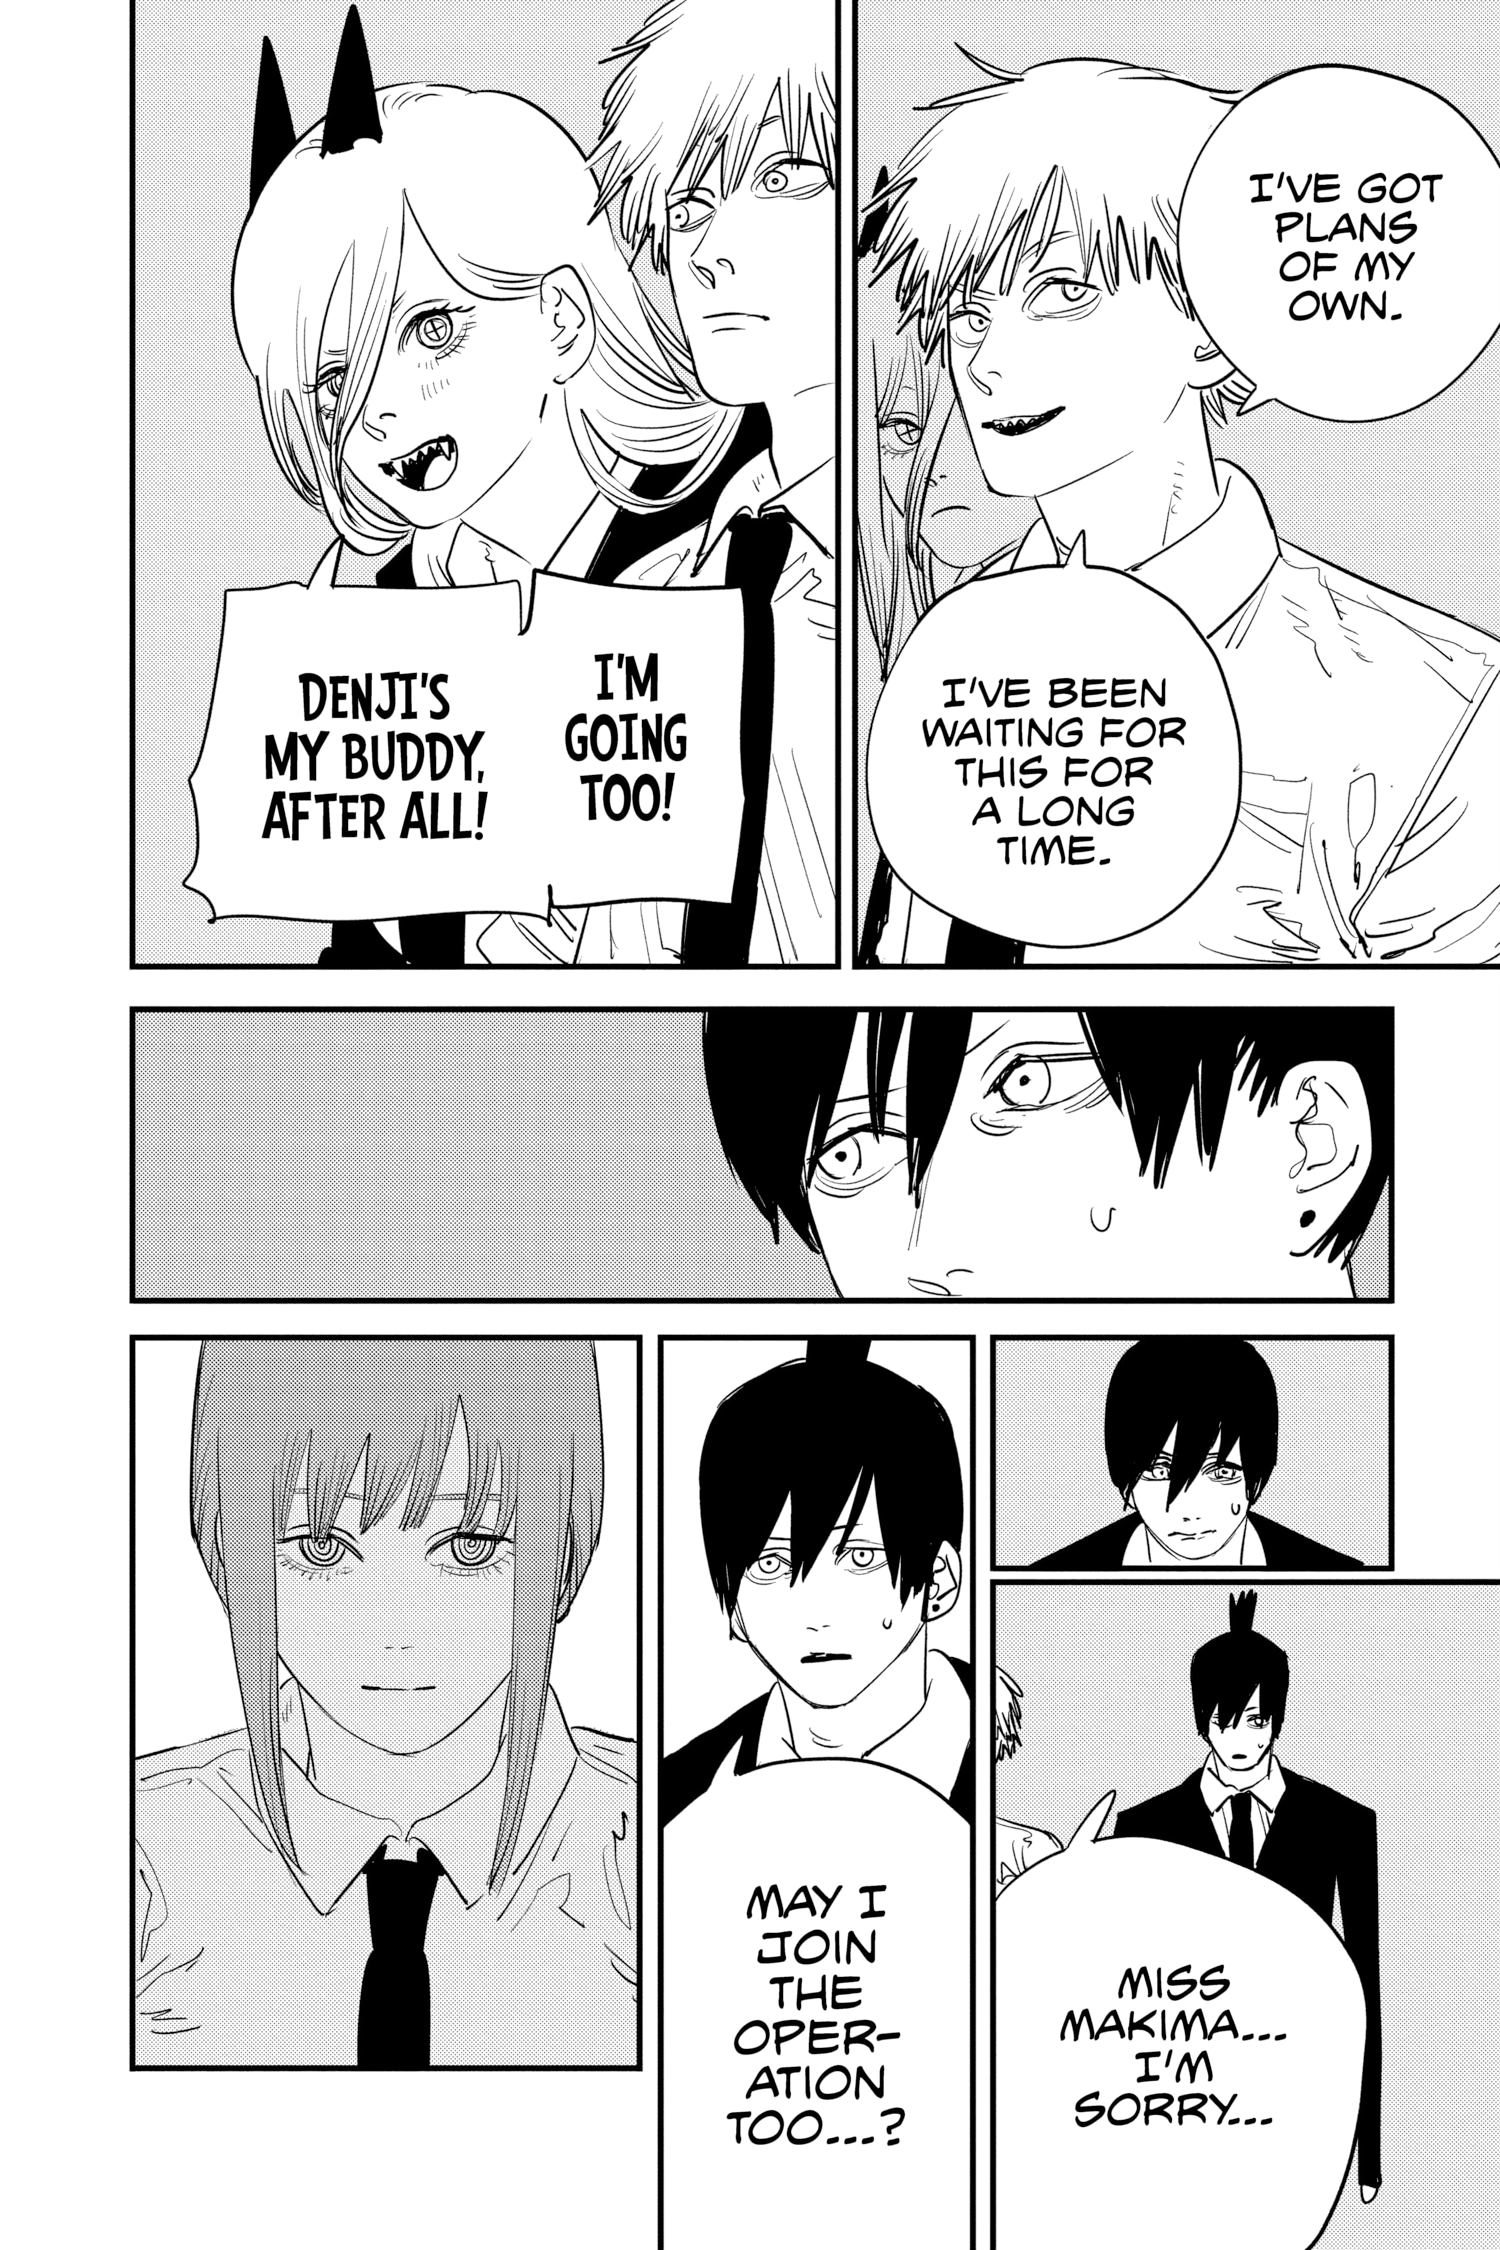 I'VE GOT
PLANS
OF MY
OWN.
I'VE BEEN
WAITING FOR
THIS FOR
A LONG
TIME.
I'M
GOING
TOO!
DENJI'S
MY BUDDY,
AFTER ALL!
MISS
MAKIMA...
I'M
SORRY...
MAY I
JOIN
THE
OPER-
ATION
TOO...?